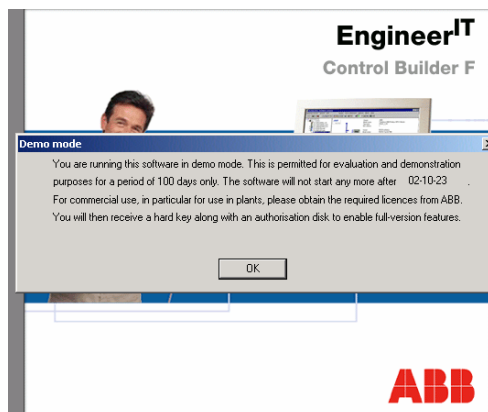 Engineer^IT
Control Builder F
Demo mode
You are running this software in demo mode. This is permitted for evaluation and demonstration
purposes for a period of 100 days only. The software will not start any more after 02-10-23 .
For commercial use, in particular for use in plants, please obtain the required licences from ABB.
You will then receive a hard key along with an authorisation disk to enable full-version features.
OK
ABB